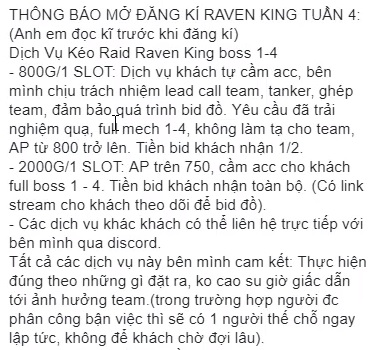 THÔNG BÁO MỞ ĐĂNG KÍ RAVEN KING TUẦN 4:
(Anh em đọc kĩ trước khi đăng kí)
Dịch Vụ Kéo Raid Raven King boss 1-4
- 800G/1 SLOT: Dịch vụ khách tự cầm acc, bên
mình chịu trách nhiệm lead call team, tanker, ghép
team, đảm bảo quá trình bid đồ. Yêu cầu đã trải
nghiệm qua, full mech 1-4, không làm tạ cho team,
AP từ 800 trở lên. Tiền bid khách nhận 1/2.
- 2000G/1 SLOT: AP trên 750, cầm acc cho khách
full boss 1 - 4. Tiền bid khách nhận toàn bộ. (Có link
stream cho khách theo dõi để bid đồ).
- Các dịch vụ khác khách có thể liên hệ trực tiếp với
bên mình qua discord.
Tất cả các dịch vụ này bên mình cam kết: Thực hiện
đúng theo những gì đặt ra, ko cao su giờ giấc dẫn
tới ảnh hưởng team.(trong trường hợp người đc
phân công bận việc thì sẽ có 1 người thế chỗ ngay
lập tức, không để khách chờ đợi lâu).